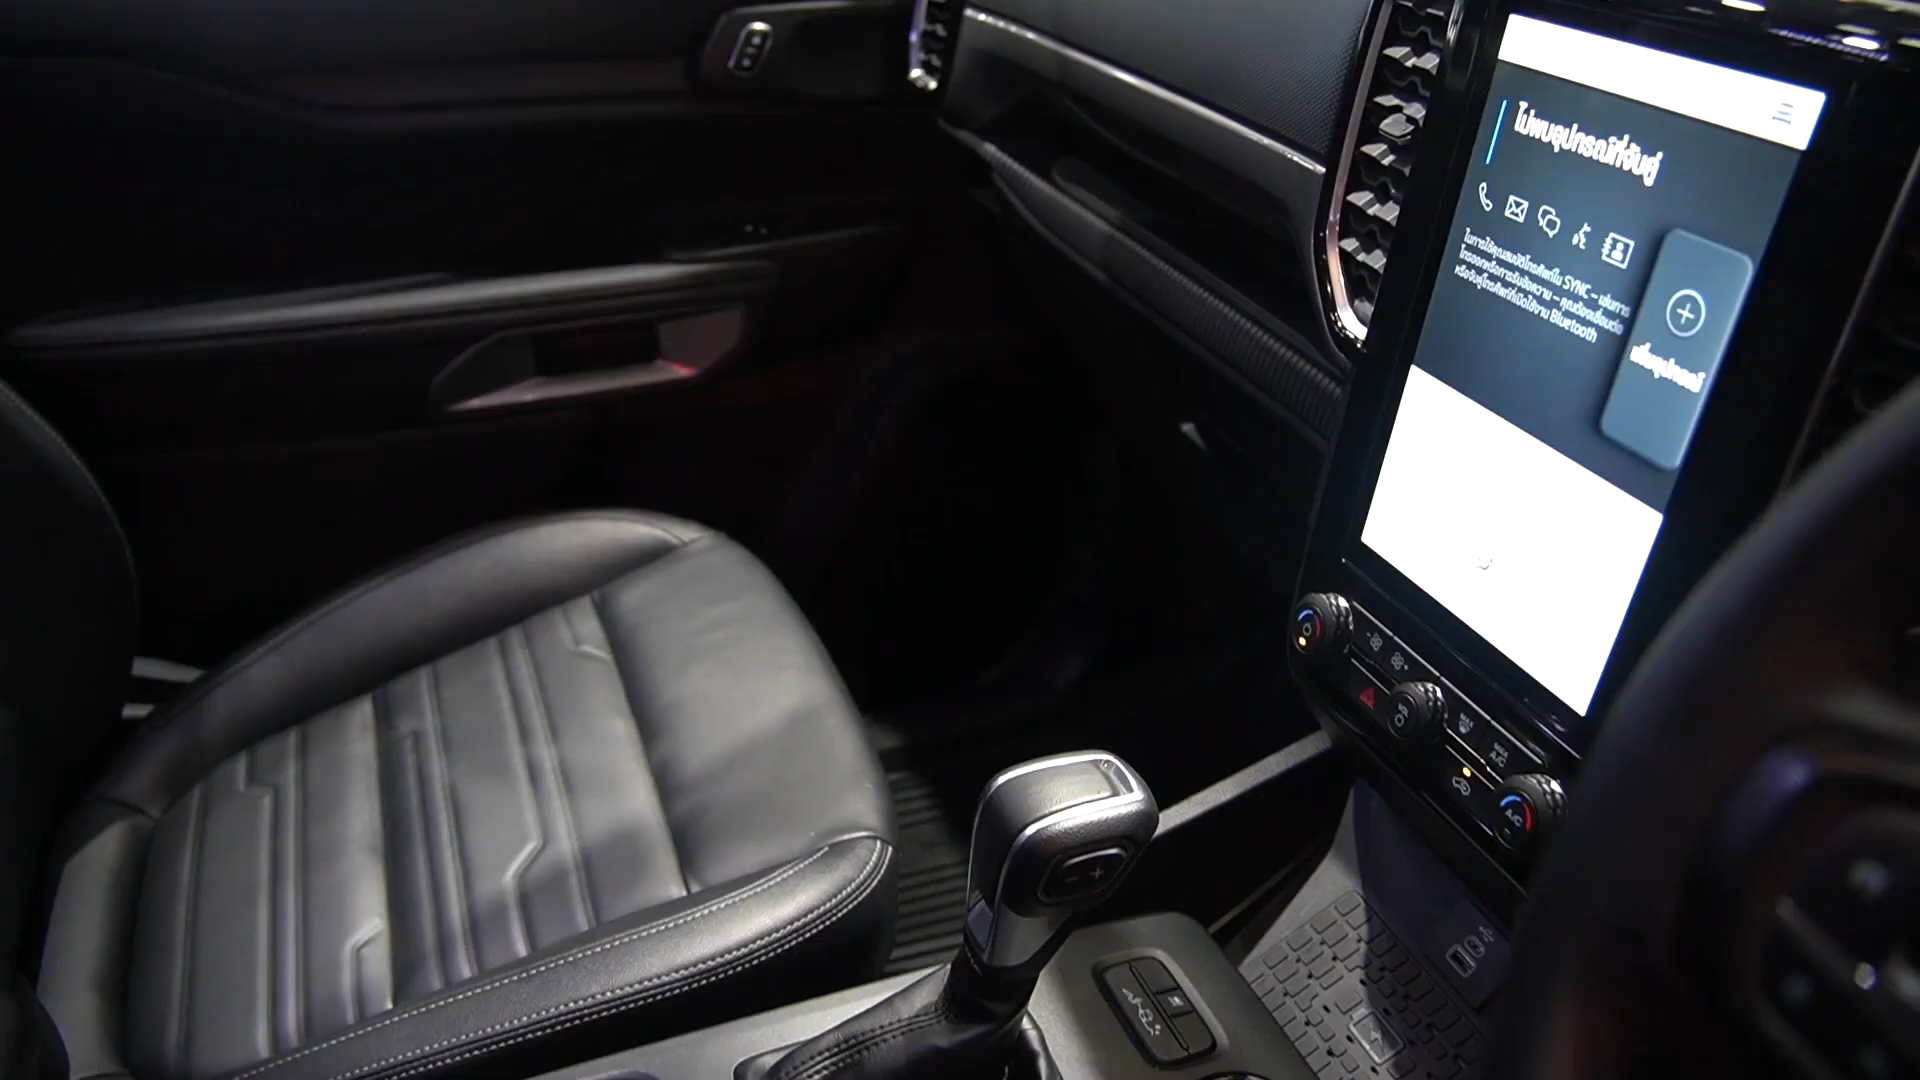 ไม่พบอุปกรณ์ที่จับคู่
ในการใช้คุณสมบัติโทรศัพท์ใน SYNC – เช่นการ
โทรออกหรือการรับข้อความ – คุณต้องเชื่อมต่อ
หรือจับคู่โทรศัพท์ที่เปิดใช้งาน Bluetooth
เพิ่มอุปกรณ์
VOL
MAX
MAX
A/C
A/C